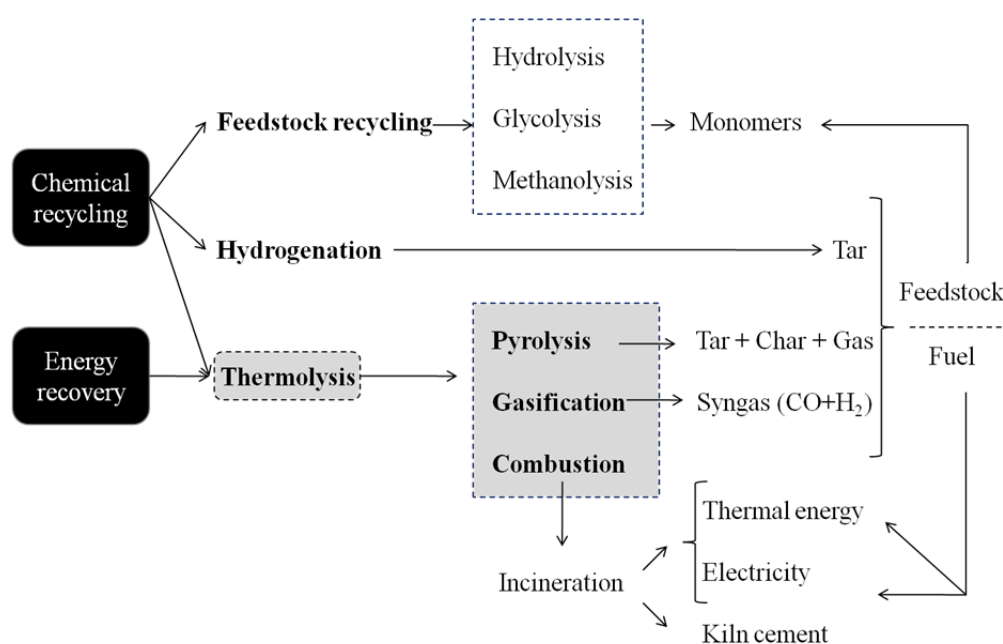 Hydrolysis
Feedstock recycling
Glycolysis
Monomers
Methanolysis
Chemical
recycling
Hydrogenation
Tar
Feedstock
Fuel
Energy
recovery
Thermolysis
Pyrolysis
Tar + Char + Gas
Gasification
Syngas (CO+H₂)
Combustion
Thermal energy
Incineration
Electricity
Kiln cement